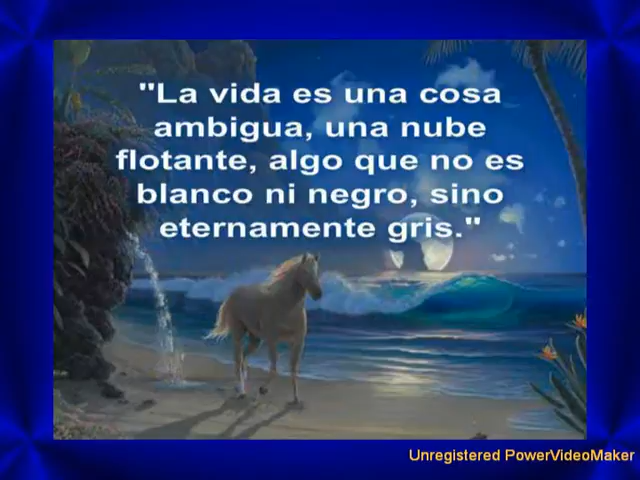 "La vida es una cosa
ambigua, una nube
flotante, algo que no es
blanco ni negro, sino
eternamente gris."
Unregistered PowerVideoMaker